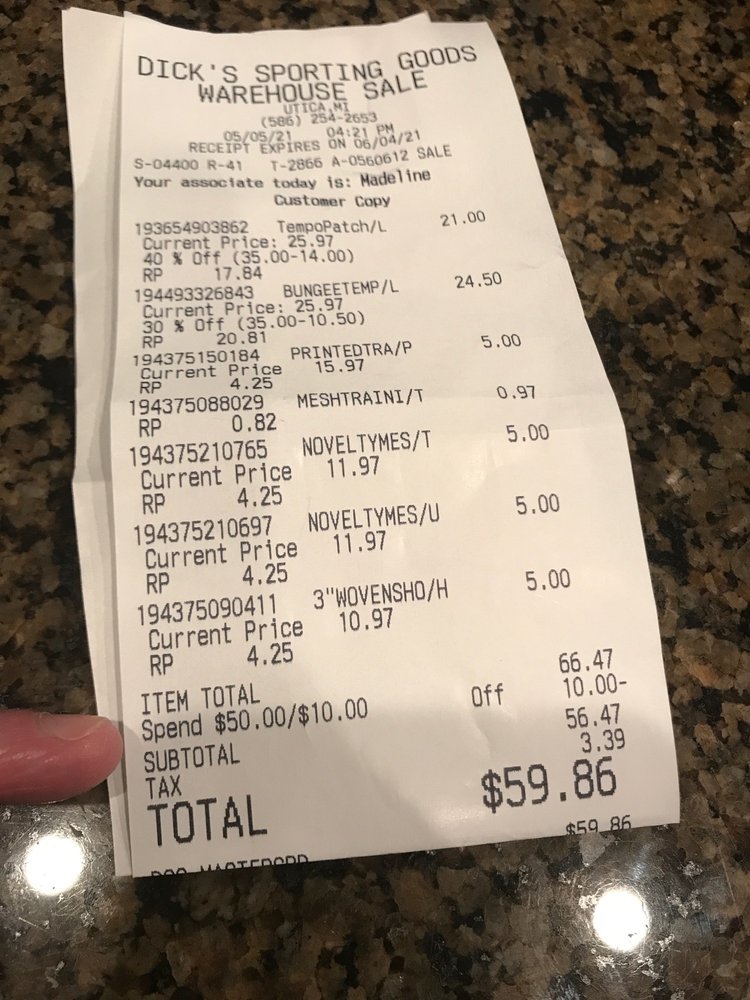 DICK'S SPORTING GOODS
WAREHOUSE SALE
UTICA,MI
(586) 254-2653
05/05/21 04:21 PM
RECEIPT EXPIRES ON 06/04/21
S-04400 R-41 T-2866 A-0560612 SALE
Your associate today is: Madeline
Customer Copy
193654903862 TempoPatch/L 21.00
Current Price: 25.97
40 % Off (35.00-14.00)
RP 17.84
194493326843 BUNGEETEMP/L 24.50
Current Price: 25.97
30 % Off (35.00-10.50)
RP 20.81
194375150184 PRINTEDTRA/P 5.00
Current Price 15.97
RP 4.25
194375088029 MESHTRAINI/T 0.97
RP 0.82
194375210765 NOVELTYMES/T 5.00
Current Price 11.97
RP 4.25
194375210697 NOVELTYMES/U 5.00
Current Price 11.97
RP 4.25
194375090411 3"WOVENSHO/H 5.00
Current Price 10.97
RP 4.25
ITEM TOTAL 66.47
Spend $50.00/$10.00 Off 10.00-
SUBTOTAL 56.47
TAX 3.39
TOTAL $59.86
$59.86